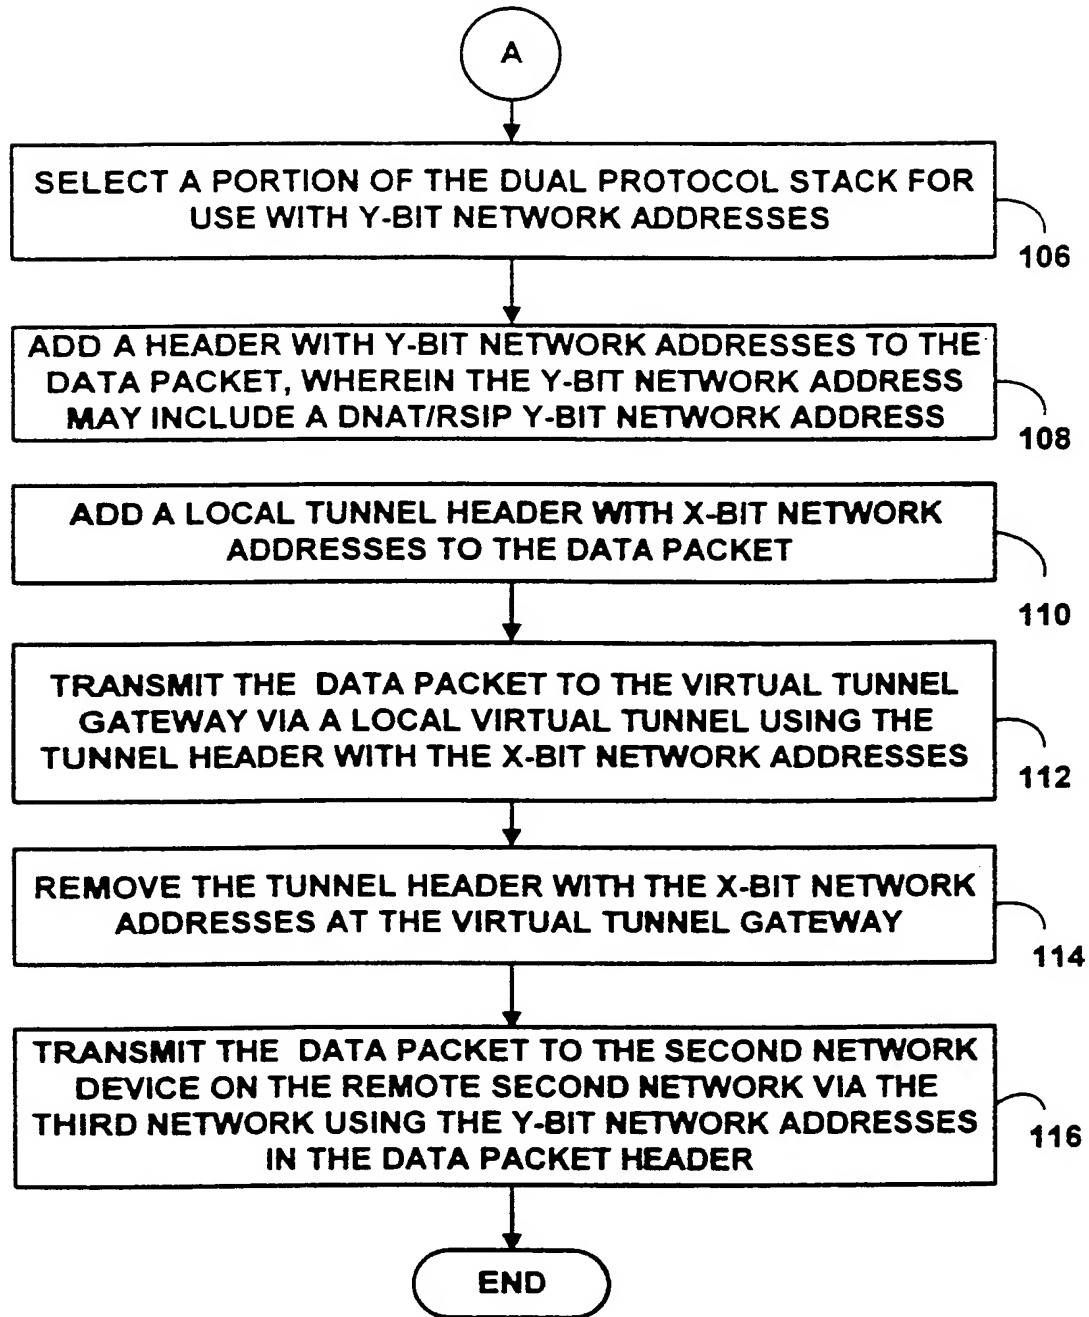 A
SELECT A PORTION OF THE DUAL PROTOCOL STACK FOR
USE WITH Y-BIT NETWORK ADDRESSES
106
ADD A HEADER WITH Y-BIT NETWORK ADDRESSES TO THE
DATA PACKET, WHEREIN THE Y-BIT NETWORK ADDRESS
MAY INCLUDE A DNAT/RSIP Y-BIT NETWORK ADDRESS
108
ADD A LOCAL TUNNEL HEADER WITH X-BIT NETWORK
ADDRESSES TO THE DATA PACKET
110
TRANSMIT THE DATA PACKET TO THE VIRTUAL TUNNEL
GATEWAY VIA A LOCAL VIRTUAL TUNNEL USING THE
TUNNEL HEADER WITH THE X-BIT NETWORK ADDRESSES
112
REMOVE THE TUNNEL HEADER WITH THE X-BIT NETWORK
ADDRESSES AT THE VIRTUAL TUNNEL GATEWAY
114
TRANSMIT THE DATA PACKET TO THE SECOND NETWORK
DEVICE ON THE REMOTE SECOND NETWORK VIA THE
THIRD NETWORK USING THE Y-BIT NETWORK ADDRESSES
IN THE DATA PACKET HEADER
116
END